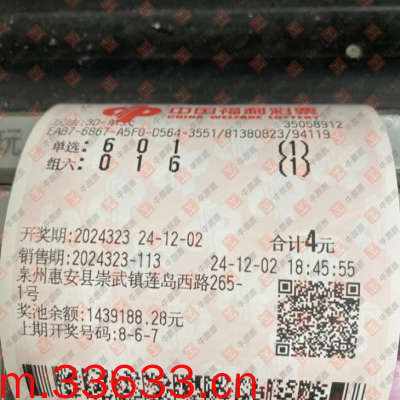 中国福利彩票
CHINA WELFARE LOTTERY
35058912
EAB7-6867-A5F0-D564-3551/81380823/94119
单选: 6 0 1 (1)
组六: 0 1 6 (1)
开奖期:2024323 24-12-02 合计4元
销售期:2024323-113 24-12-02 18:45:55
泉州惠安县崇武镇莲岛西路265-
1号
奖池余额:1439188.28元
上期开奖号码:8-6-7
m.33633.cn